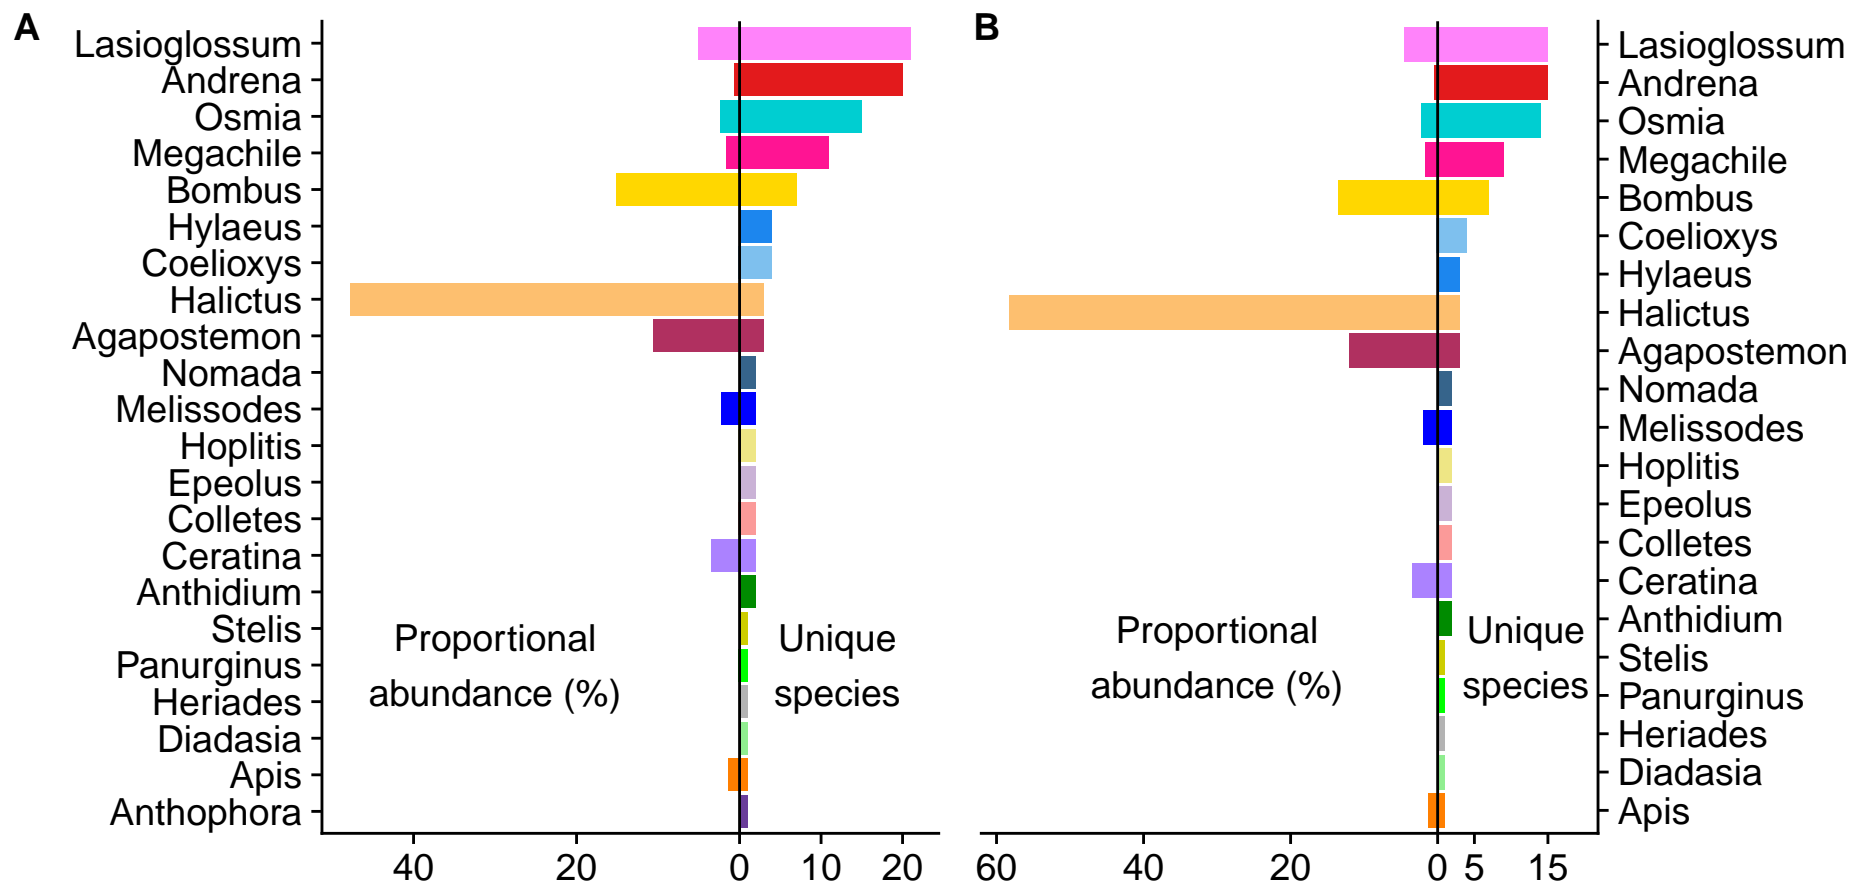 A
Lasioglossum
Andrena
Osmia
Megachile
Bombus
Hylaeus
Coelioxys
Halictus
Agapostemon
Nomada
Melissodes
Hoplitis
Epeolus
Colletes
Ceratina
Anthidium
Stelis
Panurginus
Heriades
Diadasia
Apis
Anthophora
Proportional
abundance (%)
Unique
species
40 20 0 10 20
B
Lasioglossum
Andrena
Osmia
Megachile
Bombus
Coelioxys
Hylaeus
Halictus
Agapostemon
Nomada
Melissodes
Hoplitis
Epeolus
Colletes
Ceratina
Anthidium
Stelis
Panurginus
Heriades
Diadasia
Apis
Proportional
abundance (%)
Unique
species
60 40 20 0 5 15